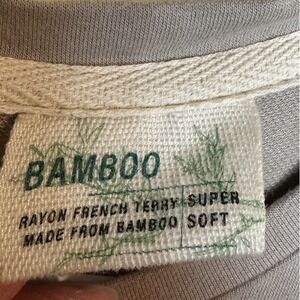 BAMBOO
RAYON FRENCH TERRY SUPER
MADE FROM BAMBOO SOFT